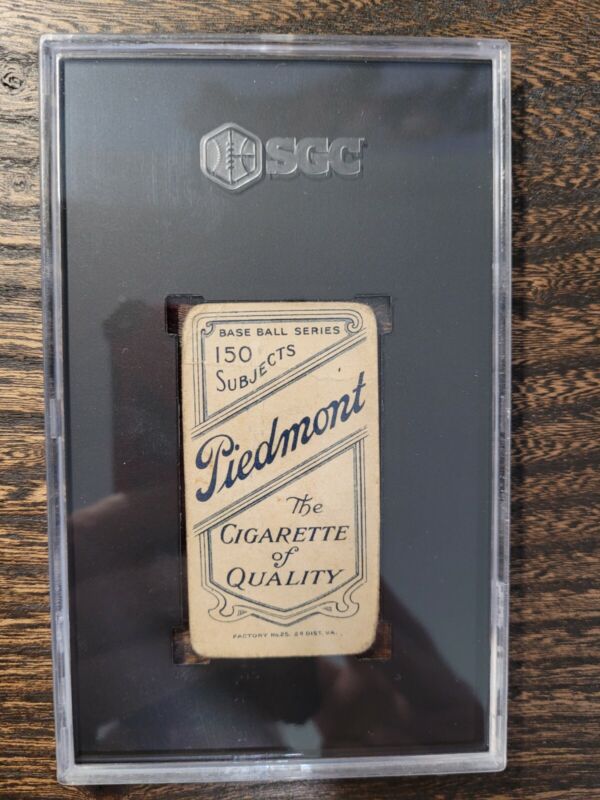 SGC
BASE BALL SERIES
150
SUBJECTS
Piedmont
The
CIGARETTE
of
QUALITY
FACTORY No. 25, 2d DIST. VA.